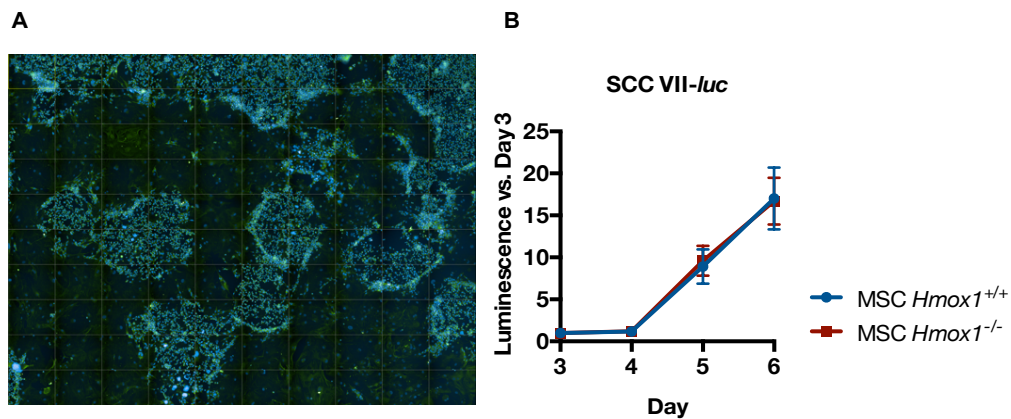 A
B
SCC VII-luc
Luminescence vs. Day 3
25
20
15
10
5
0
3 4 5 6
Day
MSC Hmox1+/+
MSC Hmox1-/-